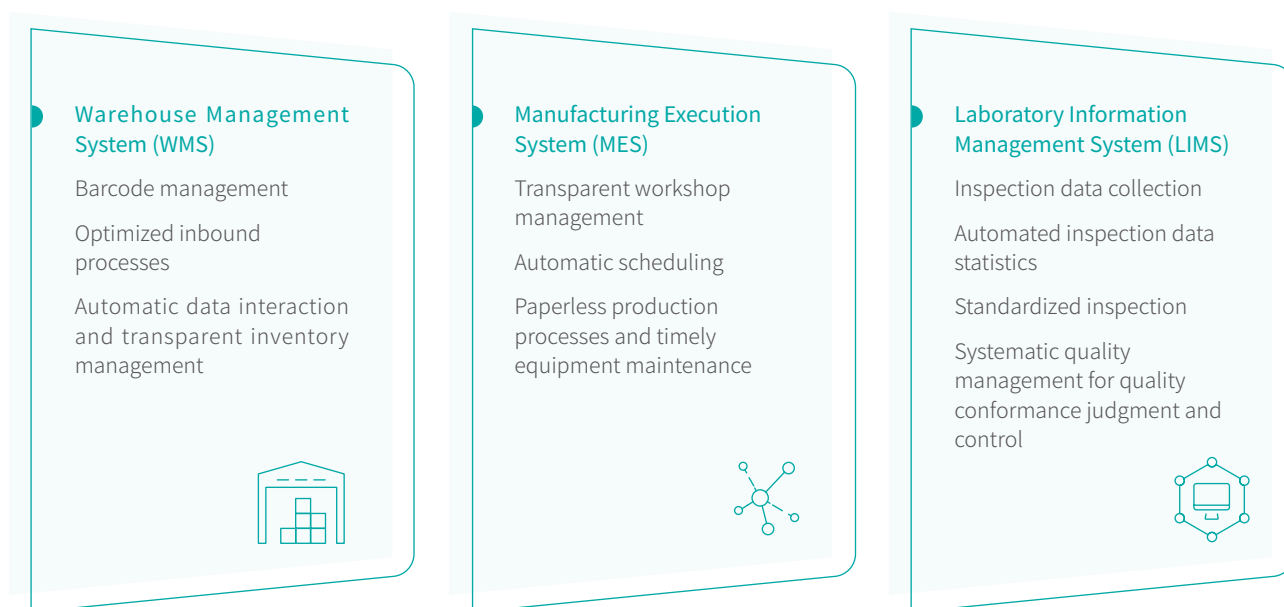 Warehouse Management
System (WMS)
Barcode management
Optimized inbound
processes
Automatic data interaction
and transparent inventory
management
Manufacturing Execution
System (MES)
Transparent workshop
management
Automatic scheduling
Paperless production
processes and timely
equipment maintenance
Laboratory Information
Management System (LIMS)
Inspection data collection
Automated inspection data
statistics
Standardized inspection
Systematic quality
management for quality
conformance judgment and
control